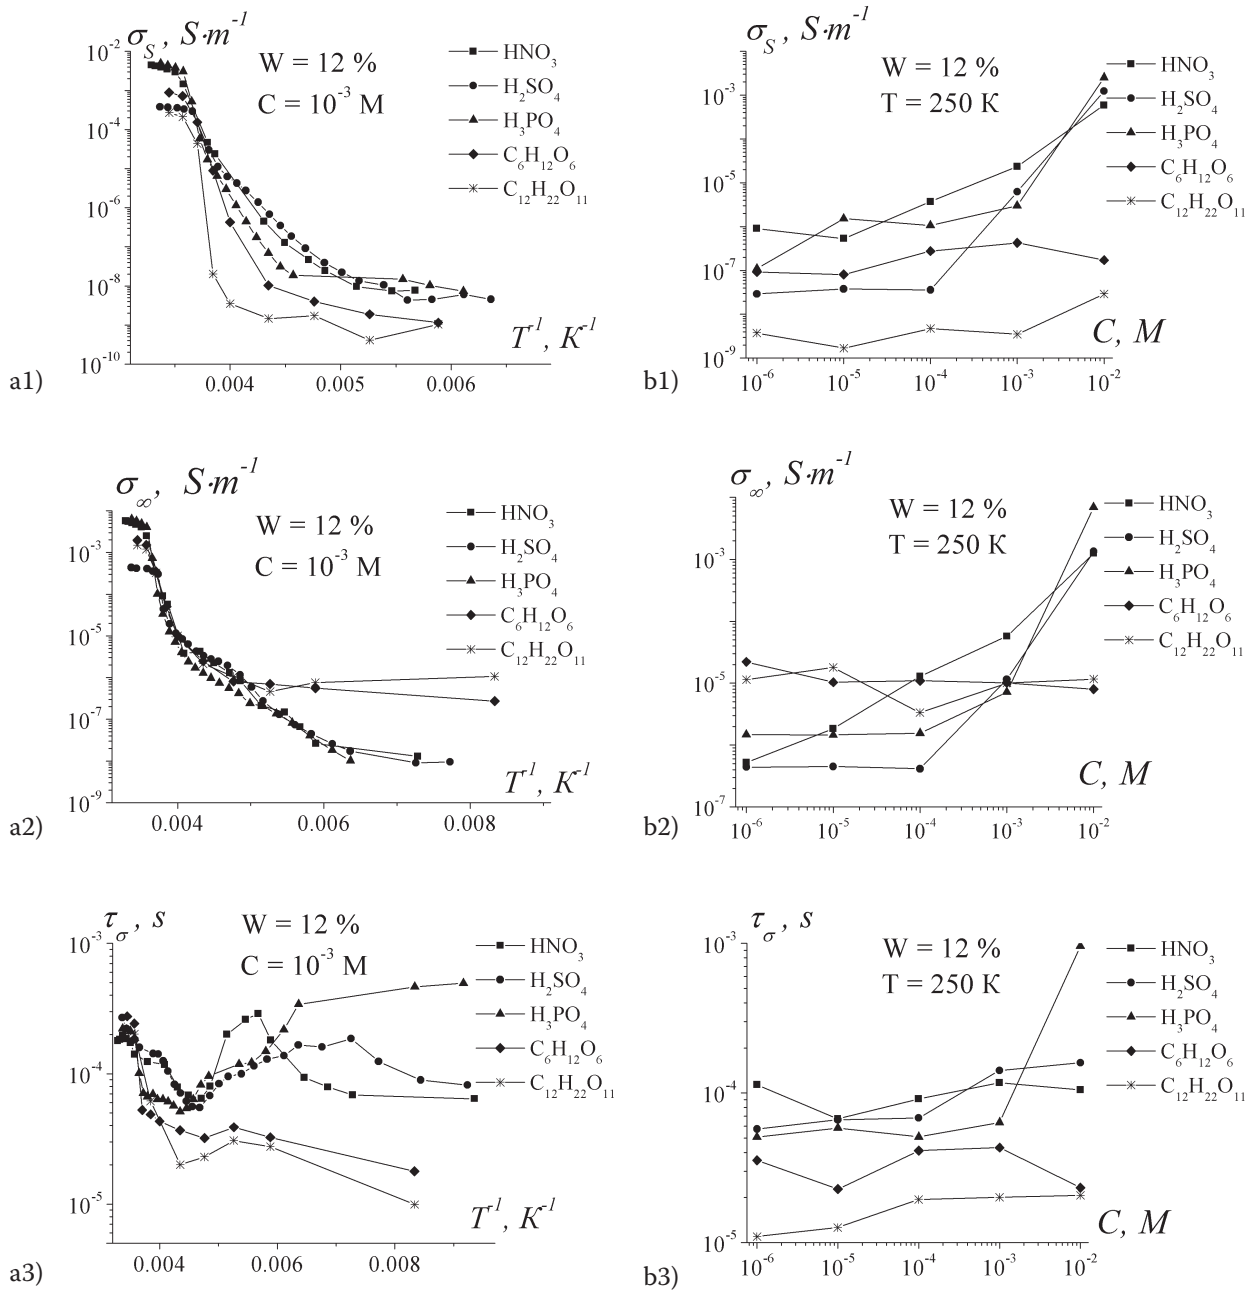 σ_S, S·m⁻¹
W = 12 %
C = 10⁻³ M
HNO₃
H₂SO₄
H₃PO₄
C₆H₁₂O₆
C₁₂H₂₂O₁₁
10⁻²
10⁻⁴
10⁻⁶
10⁻⁸
10⁻¹⁰
T⁻¹, K⁻¹
0.004 0.005 0.006
a1)
σ_S, S·m⁻¹
W = 12 %
T = 250 K
HNO₃
H₂SO₄
H₃PO₄
C₆H₁₂O₆
C₁₂H₂₂O₁₁
10⁻³
10⁻⁵
10⁻⁷
10⁻⁹
C, M
10⁻⁶ 10⁻⁵ 10⁻⁴ 10⁻³ 10⁻²
b1)
σ_∞, S·m⁻¹
W = 12 %
C = 10⁻³ M
HNO₃
H₂SO₄
H₃PO₄
C₆H₁₂O₆
C₁₂H₂₂O₁₁
10⁻³
10⁻⁵
10⁻⁷
10⁻⁹
T⁻¹, K⁻¹
0.004 0.006 0.008
a2)
σ_∞, S·m⁻¹
W = 12 %
T = 250 K
HNO₃
H₂SO₄
H₃PO₄
C₆H₁₂O₆
C₁₂H₂₂O₁₁
10⁻³
10⁻⁵
10⁻⁷
C, M
10⁻⁶ 10⁻⁵ 10⁻⁴ 10⁻³ 10⁻²
b2)
τ_σ, s
W = 12 %
C = 10⁻³ M
HNO₃
H₂SO₄
H₃PO₄
C₆H₁₂O₆
C₁₂H₂₂O₁₁
10⁻³
10⁻⁴
10⁻⁵
T⁻¹, K⁻¹
0.004 0.006 0.008
a3)
τ_σ, s
W = 12 %
T = 250 K
HNO₃
H₂SO₄
H₃PO₄
C₆H₁₂O₆
C₁₂H₂₂O₁₁
10⁻³
10⁻⁴
10⁻⁵
C, M
10⁻⁶ 10⁻⁵ 10⁻⁴ 10⁻³ 10⁻²
b3)